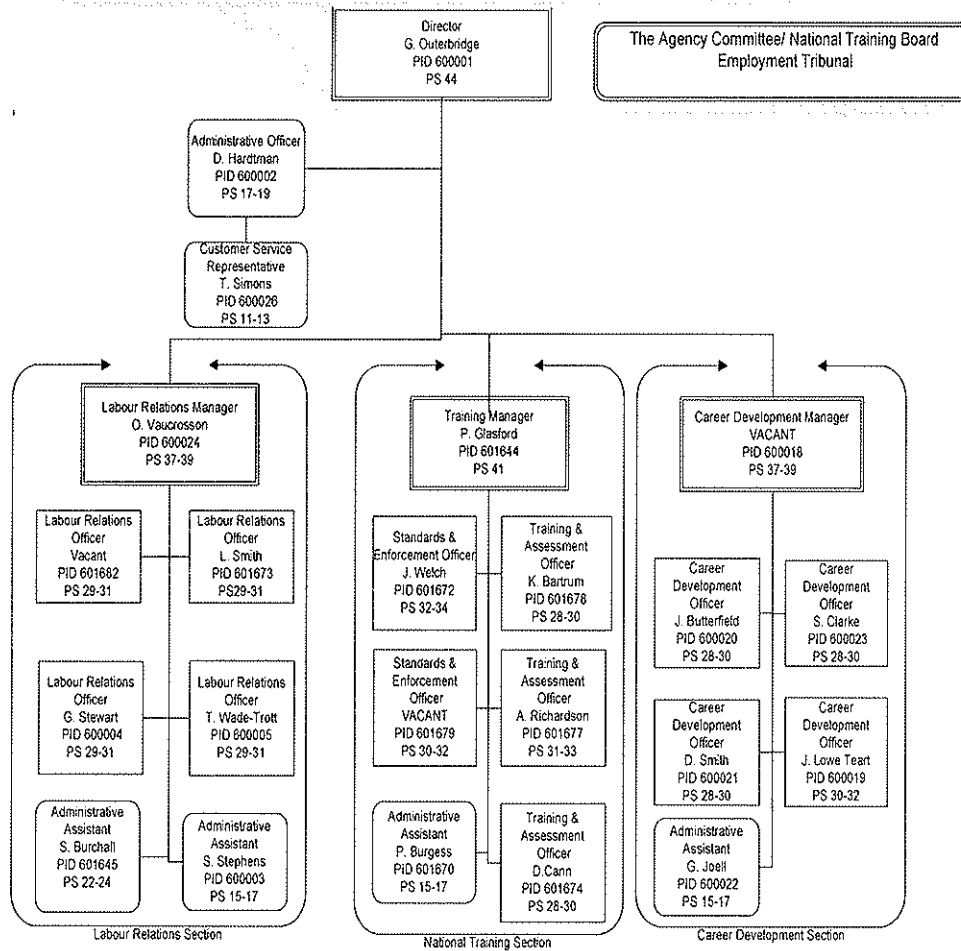 Director
G. Outerbridge
PID 600001
PS 44
The Agency Committee/ National Training Board
Employment Tribunal
Administrative Officer
D. Hardtman
PID 600002
PS 17-19
Customer Service
Representative
T. Simons
PID 600026
PS 11-13
Labour Relations Manager
O. Vaucrosson
PID 600024
PS 37-39
Labour Relations
Officer
Vacant
PID 601682
PS 29-31
Labour Relations
Officer
L. Smith
PID 601673
PS29-31
Labour Relations
Officer
G. Stewart
PID 600004
PS 29-31
Labour Relations
Officer
T. Wade-Trott
PID 600005
PS 29-31
Administrative
Assistant
S. Burchall
PID 601645
PS 22-24
Administrative
Assistant
S. Stephens
PID 600003
PS 15-17
Labour Relations Section
Training Manager
P. Glasford
PID 601644
PS 41
Standards &
Enforcement Officer
J. Welch
PID 601672
PS 32-34
Training &
Assessment
Officer
K. Bartrum
PID 601678
PS 28-30
Standards &
Enforcement
Officer
VACANT
PID 601679
PS 30-32
Training &
Assessment
Officer
A. Richardson
PID 601677
PS 31-33
Administrative
Assistant
P. Burgess
PID 601670
PS 15-17
Training &
Assessment
Officer
D.Cann
PID 601674
PS 28-30
National Training Section
Career Development Manager
VACANT
PID 600018
PS 37-39
Career
Development
Officer
J. Butterfield
PID 600020
PS 28-30
Career
Development
Officer
S. Clarke
PID 600023
PS 28-30
Career
Development
Officer
D. Smith
PID 600021
PS 28-30
Career
Development
Officer
J. Lowe Teart
PID 600019
PS 30-32
Administrative
Assistant
G. Joell
PID 600022
PS 15-17
Career Development Section